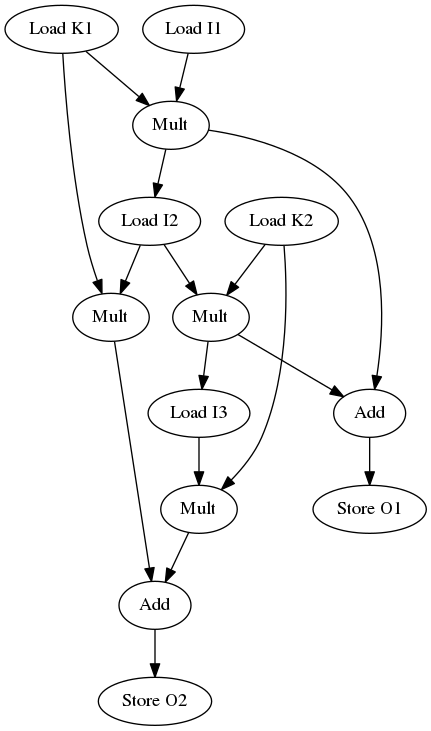 Load K1
Load I1
Mult
Load I2
Load K2
Mult
Mult
Load I3
Add
Mult
Store O1
Add
Store O2